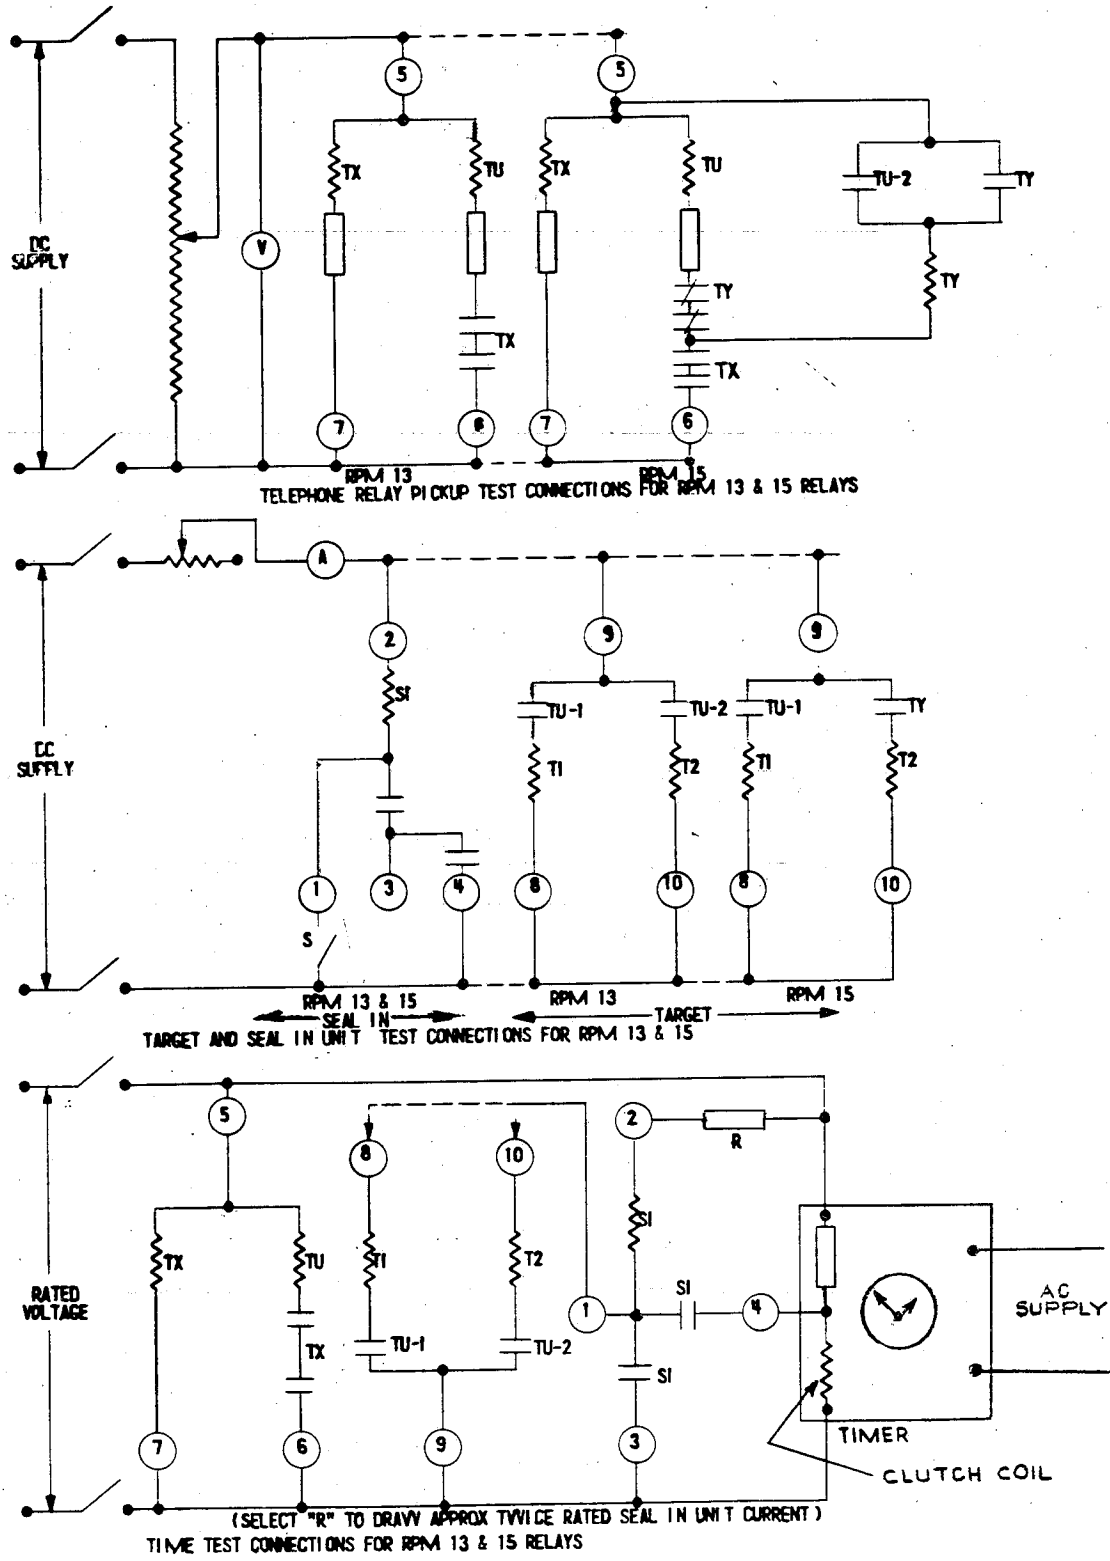 5
5
TX
TU
TX
TU
TU-2
TY
DC
SUPPLY
V
TY
TY
TX
TX
7
6
7
6
RPM 13
RPM 15
TELEPHONE RELAY PICKUP TEST CONNECTIONS FOR RPM 13 & 15 RELAYS
A
2
9
9
SI
TU-1
TU-2
TU-1
TY
DC
SUPPLY
T1
T2
T1
T2
1
3
4
8
10
8
10
S
RPM 13 & 15
RPM 13
RPM 15
SEAL IN
TARGET
TARGET AND SEAL IN UNIT TEST CONNECTIONS FOR RPM 13 & 15
5
2
R
8
10
SI
TX
TU
T1
T2
RATED
VOLTAGE
1
SI
4
AC
SUPPLY
TX
TU-1
TU-2
SI
7
6
9
3
TIMER
CLUTCH COIL
(SELECT "R" TO DRAW APPROX TWICE RATED SEAL IN UNIT CURRENT)
TIME TEST CONNECTIONS FOR RPM 13 & 15 RELAYS